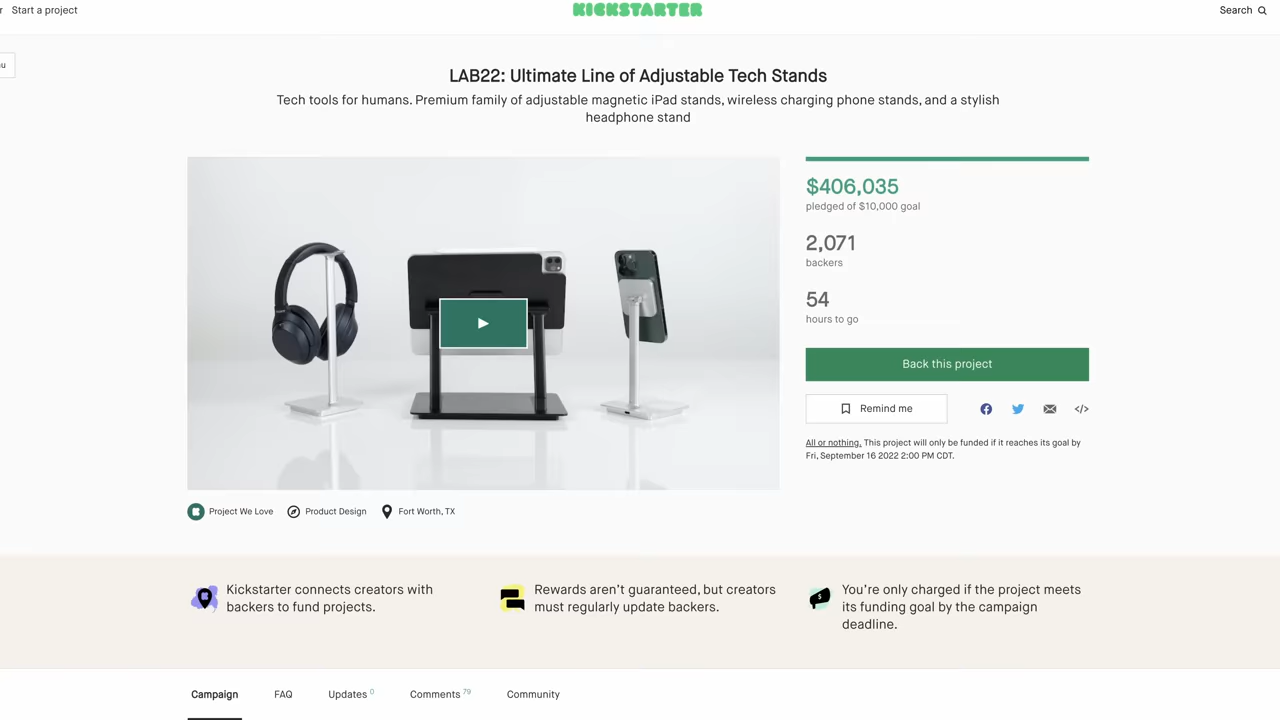 r Start a project
KICKSTARTER
Search
u
LAB22: Ultimate Line of Adjustable Tech Stands
Tech tools for humans. Premium family of adjustable magnetic iPad stands, wireless charging phone stands, and a stylish
headphone stand
$406,035
pledged of $10,000 goal
2,071
backers
54
hours to go
Back this project
Remind me
All or nothing. This project will only be funded if it reaches its goal by
Fri, September 16 2022 2:00 PM CDT.
Project We Love
Product Design
Fort Worth, TX
Kickstarter connects creators with
backers to fund projects.
Rewards aren't guaranteed, but creators
must regularly update backers.
You're only charged if the project meets
its funding goal by the campaign
deadline.
Campaign
FAQ
Updates 0
Comments 79
Community